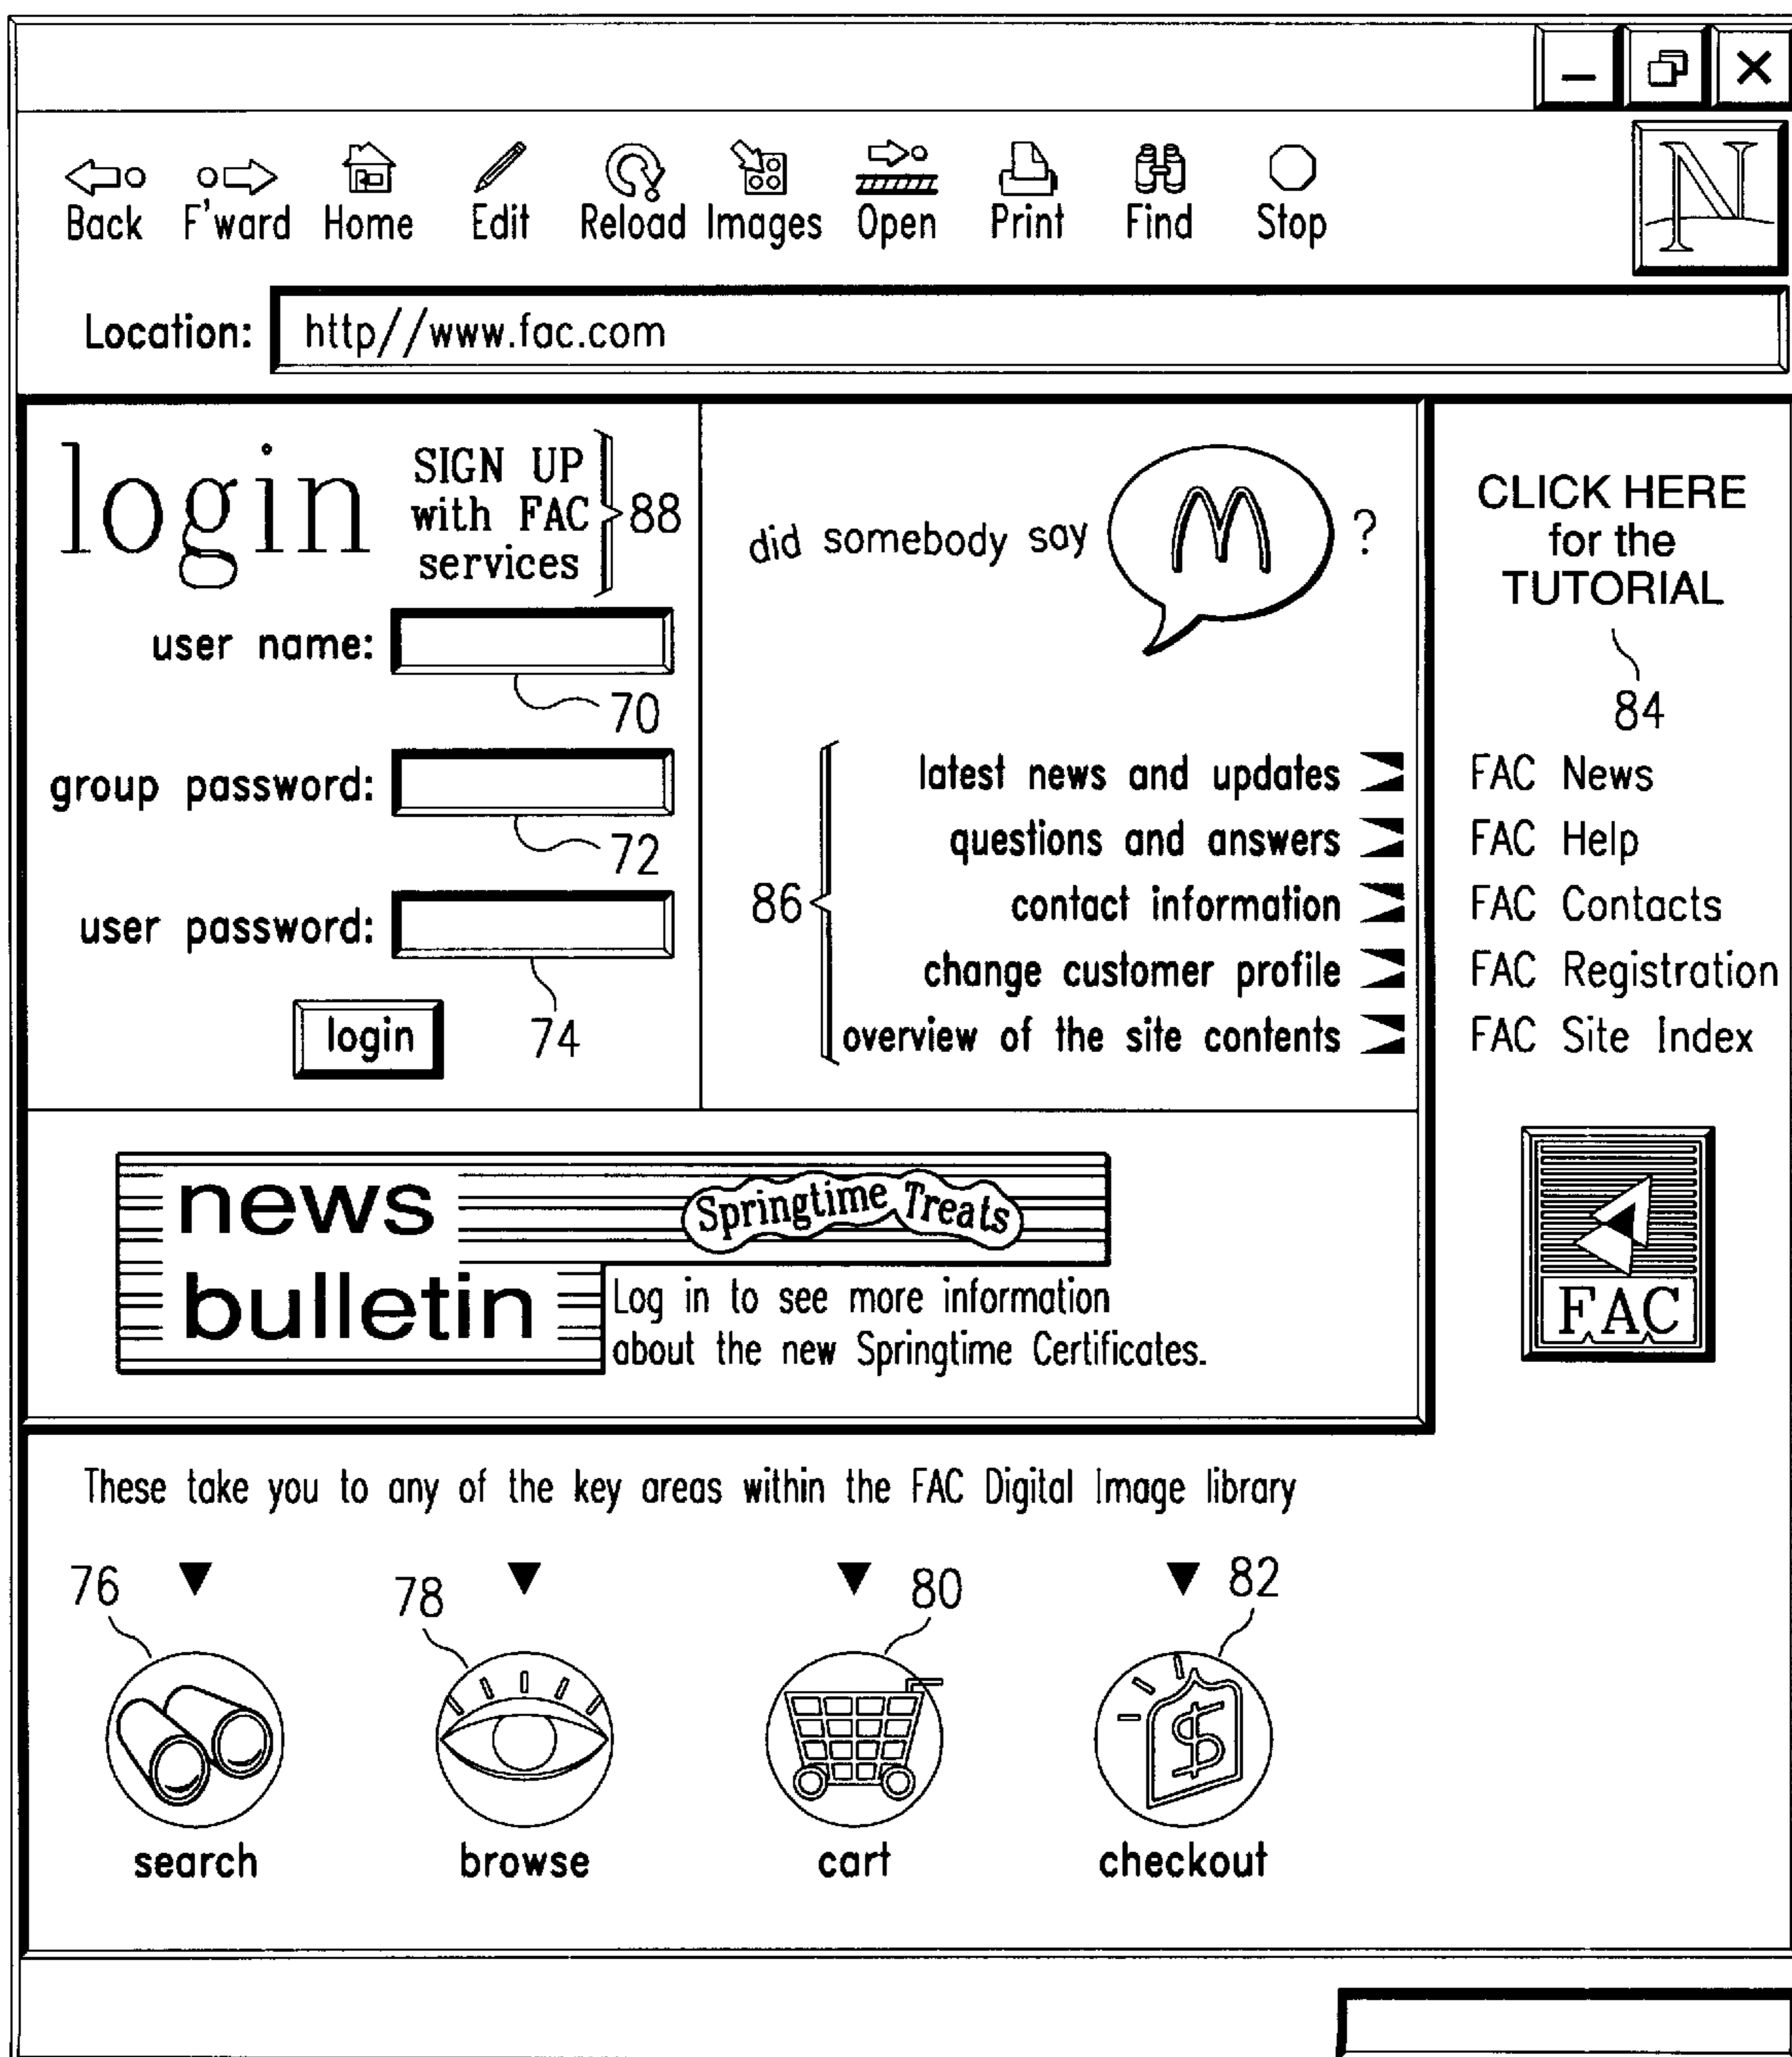 Back F'ward Home Edit Reload Images Open Print Find Stop
N
Location: http//www.fac.com
login
SIGN UP
with FAC
services
88
user name:
70
group password:
72
user password:
74
login
did somebody say M ?
86
latest news and updates
questions and answers
contact information
change customer profile
overview of the site contents
CLICK HERE
for the
TUTORIAL
84
FAC News
FAC Help
FAC Contacts
FAC Registration
FAC Site Index
FAC
news
bulletin
Springtime Treats
Log in to see more information
about the new Springtime Certificates.
These take you to any of the key areas within the FAC Digital Image library
76 78 80 82
$
search browse cart checkout